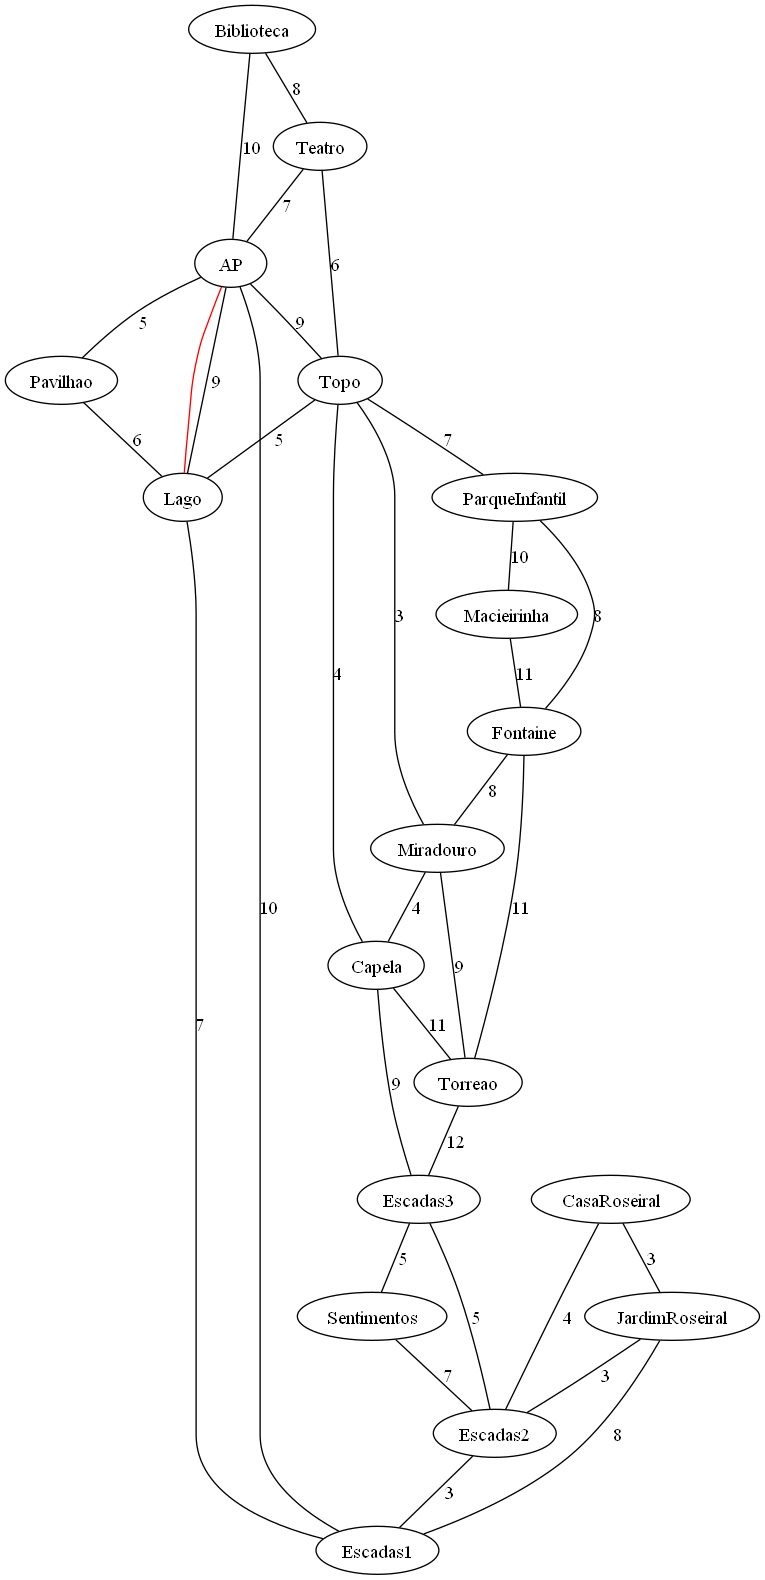 Biblioteca
8
10
Teatro
7
6
AP
5
9
9
Pavilhao
Topo
6
5
7
Lago
ParqueInfantil
10
Macieirinha
3
8
4
11
Fontaine
8
Miradouro
4
10
11
Capela
9
7
11
Torreao
9
12
Escadas3
CasaRoseiral
5
3
Sentimentos
5
4
JardimRoseiral
7
3
Escadas2
8
3
Escadas1